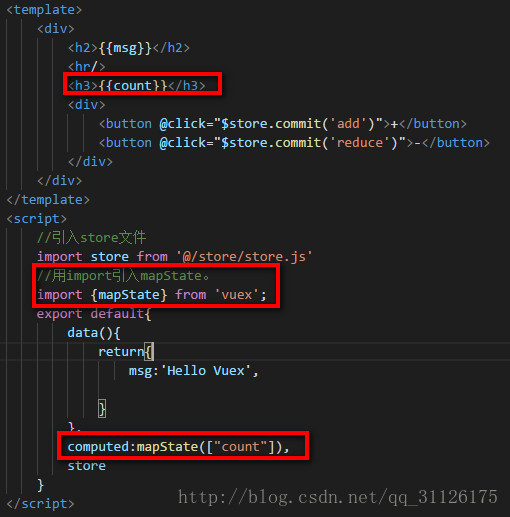 <template>
<div>
<h2>{{msg}}</h2>
<hr/>
<h3>{{count}}</h3>
<div>
<button @click="$store.commit('add')">+</button>
<button @click="$store.commit('reduce')">-</button>
</div>
</div>
</template>
<script>
//引入store文件
import store from '@/store/store.js'
//用import引入mapState。
import {mapState} from 'vuex';
export default{
data(){
return{
msg:'Hello Vuex',
}
},
computed:mapState(["count"]),
store
}
</script>
http://blog.csdn.net/qq_31126175